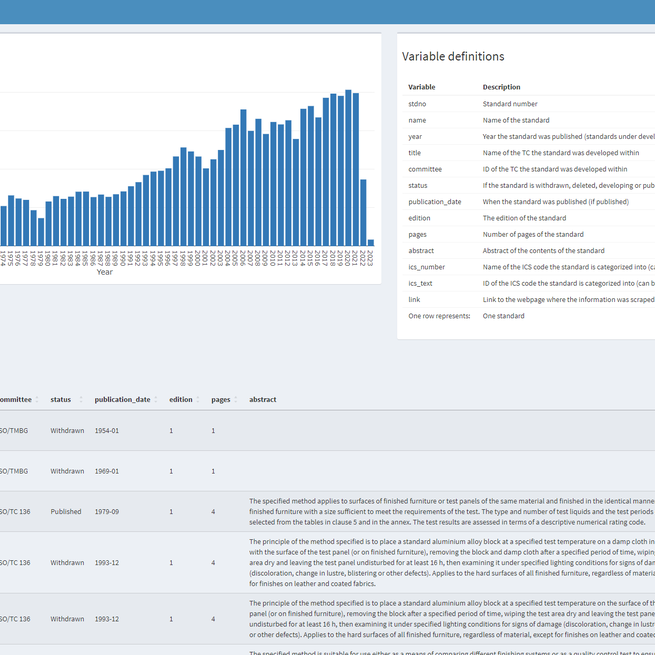 Variable definitions
Variable Description
stdno Standard number
name Name of the standard
year Year the standard was published (standards under devel
title Name of the TC the standard was developed within
committee ID of the TC the standard was developed within
status If the standard is withdrawn, deleted, developing or pub
publication_date When the standard was published (if published)
edition The edition of the standard
pages Number of pages of the standard
abstract Abstract of the contents of the standard
ics_number Name of the ICS code the standard is categorized into (ca
ics_text ID of the ICS code the standard is categorized into (can b
link Link to the webpage where the information was scraped
One row represents: One standard
1974 1975 1976 1977 1978 1979 1980 1981 1982 1983 1984 1985 1986 1987 1988 1989 1990 1991 1992 1993 1994 1995 1996 1997 1998 1999 2000 2001 2002 2003 2004 2005 2006 2007 2008 2009 2010 2011 2012 2013 2014 2015 2016 2017 2018 2019 2020 2021 2022 2023
Year
ommittee status publication_date edition pages abstract
SO/TMBG Withdrawn 1954-01 1 1
SO/TMBG Withdrawn 1969-01 1 1
SO/TC 136 Published 1979-09 1 4
The specified method applies to surfaces of finished furniture or test panels of the same material and finished in the identical manne
finished furniture with a size sufficient to meet the requirements of the test. The type and number of test liquids and the test periods
selected from the tables in clause 5 and in the annex. The test results are assessed in terms of a descriptive numerical rating code.
SO/TC 136 Withdrawn 1993-12 1 4
The principle of the method specified is to place a standard aluminium alloy block at a specified test temperature on a damp cloth in
with the surface of the test panel (or on finished furniture), removing the block and damp cloth after a specified period of time, wipin
area dry and leaving the test panel undisturbed for at least 16 h, then examining it under specified lighting conditions for signs of dam
(discoloration, change in lustre, blistering or other defects). Applies to the hard surfaces of all finished furniture, regardless of materia
for finishes on leather and coated fabrics.
SO/TC 136 Withdrawn 1993-12 1 4
The principle of the method specified is to place a standard aluminium alloy block at a specified test temperature on the surface of th
panel (or on finished furniture), removing the block after a specified period of time, wiping the test area dry and leaving the test pane
undisturbed for at least 16 h, then examining it under specified lighting conditions for signs of damage (discoloration, change in lustr
or other defects). Applies to the hard surfaces of all finished furniture, regardless of material, except for finishes on leather and coate
The method specified is suitable for use either as a means of comparing different finishing systems or as a quality control test to ensu